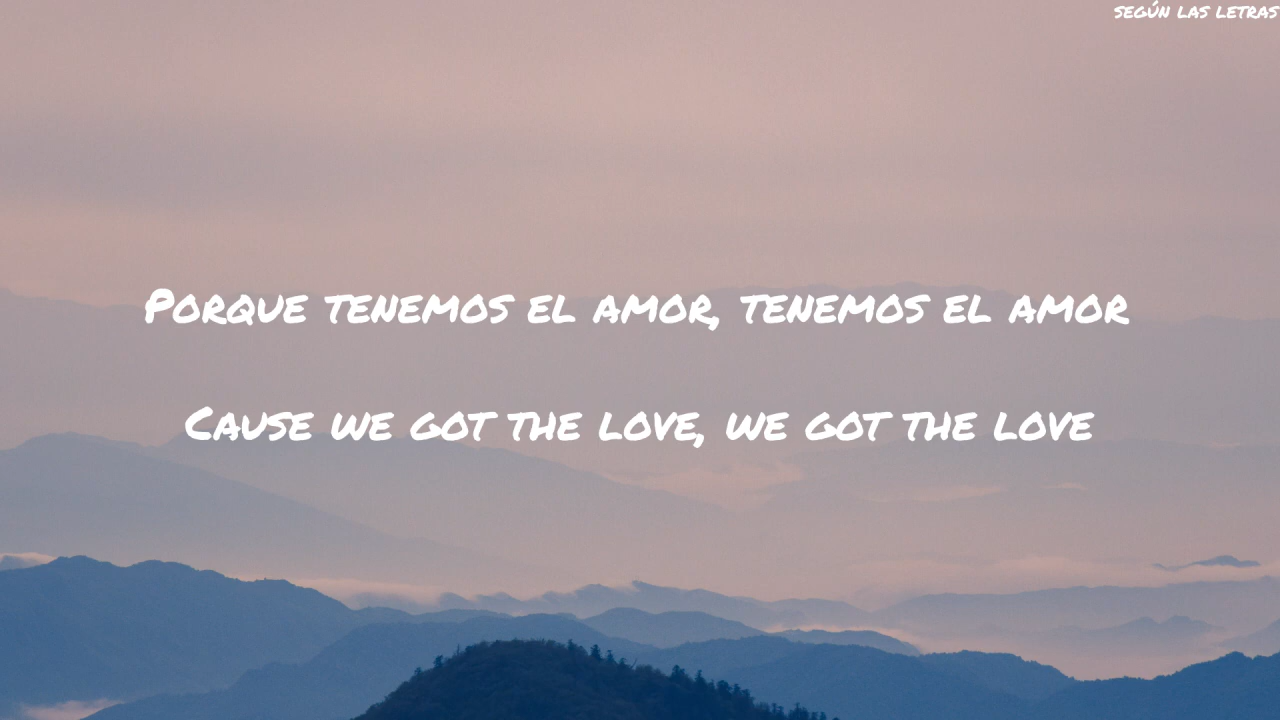 SEGÚN LAS LETRAS
PORQUE TENEMOS EL AMOR, TENEMOS EL AMOR
CAUSE WE GOT THE LOVE, WE GOT THE LOVE